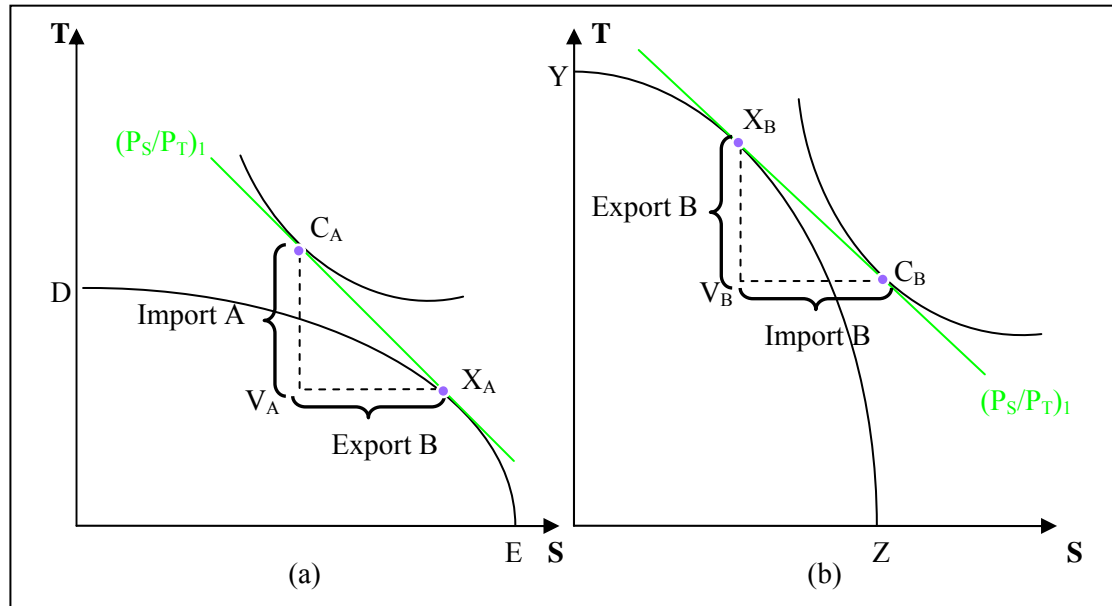 T
(P_S/P_T)_1
C_A
D
Import A
V_A
X_A
Export B
E
S
(a)
T
Y
X_B
Export B
V_B
C_B
Import B
(P_S/P_T)_1
Z
S
(b)